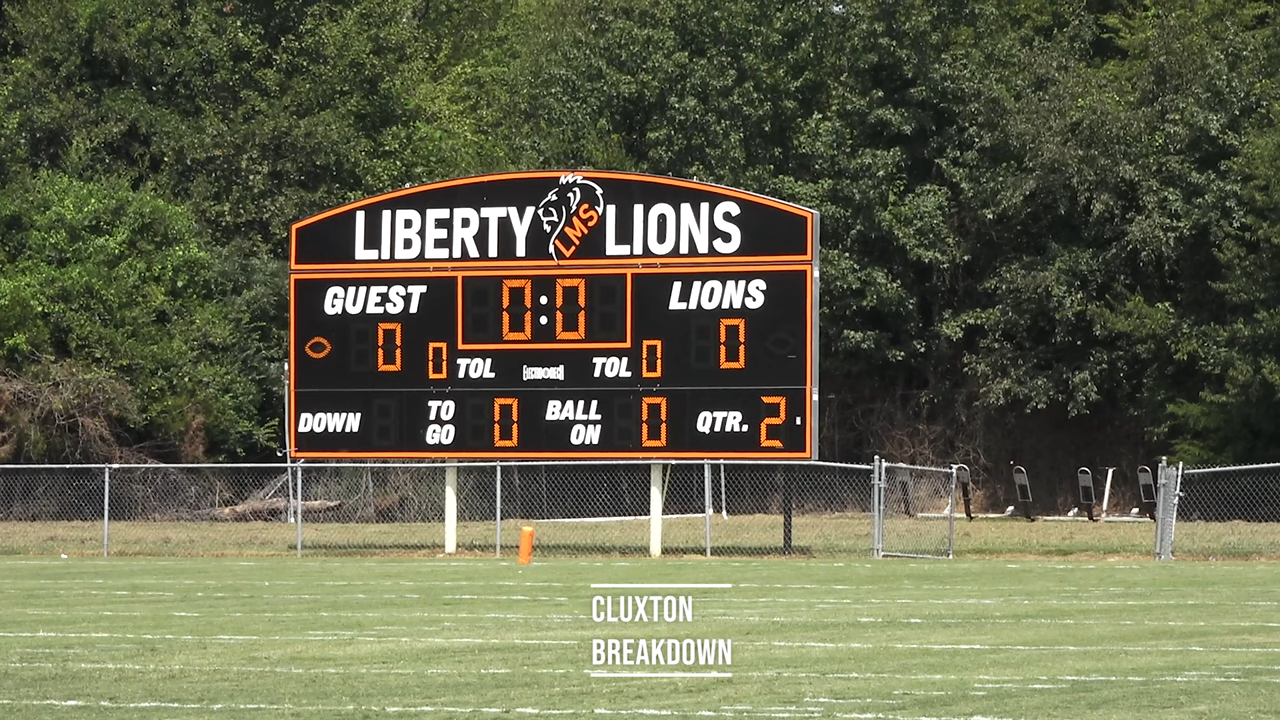 LIBERTY LMS LIONS
GUEST 0:0 LIONS
0 0 TOL TOL 0 0
DOWN TO GO 0 BALL ON 0 QTR. 2
CLUXTON
BREAKDOWN